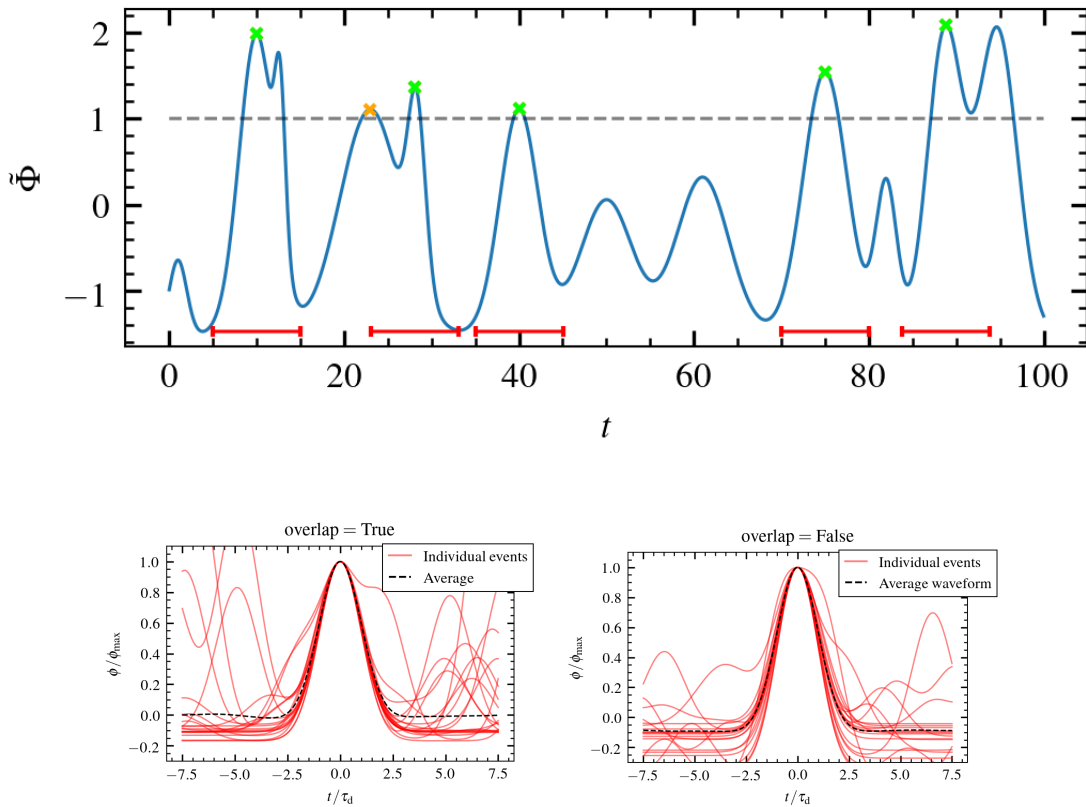 2
1
0
−1
Φ̃
0 20 40 60 80 100
t
overlap = True
Individual events
Average
1.0
0.8
0.6
0.4
0.2
0.0
−0.2
ϕ/ϕmax
−7.5 −5.0 −2.5 0.0 2.5 5.0 7.5
t/τd
overlap = False
Individual events
Average waveform
1.0
0.8
0.6
0.4
0.2
0.0
−0.2
ϕ/ϕmax
−7.5 −5.0 −2.5 0.0 2.5 5.0 7.5
t/τd